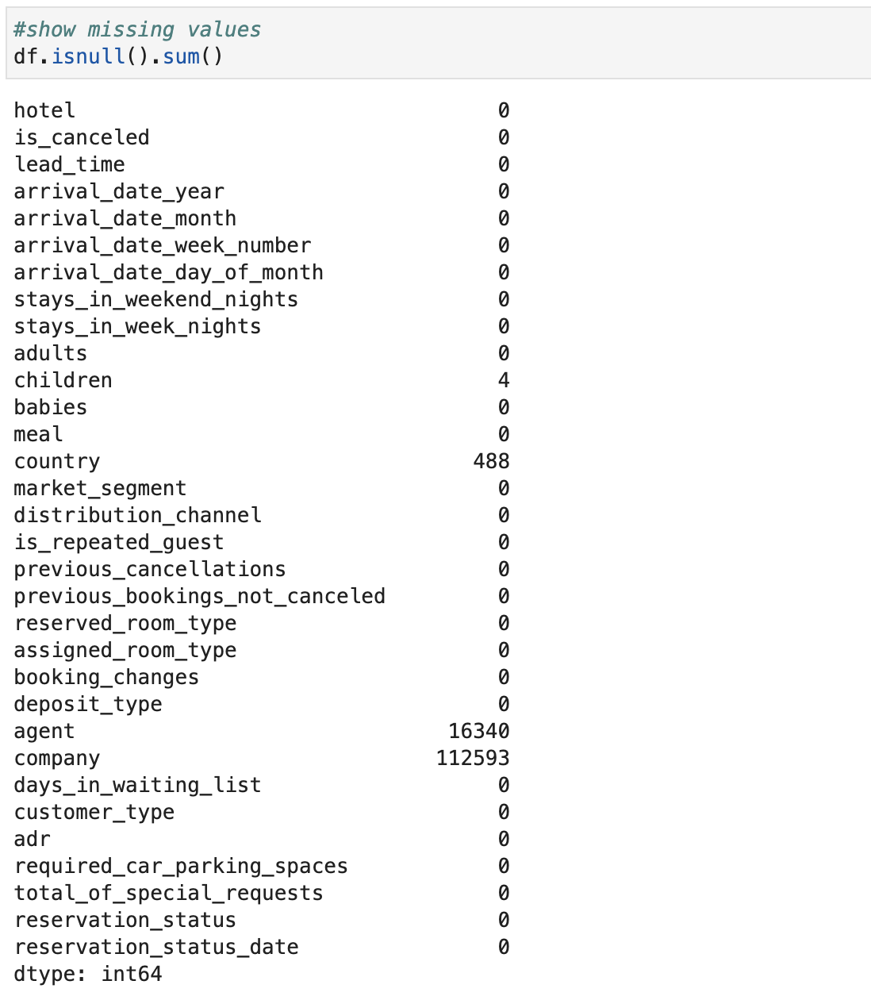 #show missing values
df.isnull().sum()
hotel 0
is_canceled 0
lead_time 0
arrival_date_year 0
arrival_date_month 0
arrival_date_week_number 0
arrival_date_day_of_month 0
stays_in_weekend_nights 0
stays_in_week_nights 0
adults 0
children 4
babies 0
meal 0
country 488
market_segment 0
distribution_channel 0
is_repeated_guest 0
previous_cancellations 0
previous_bookings_not_canceled 0
reserved_room_type 0
assigned_room_type 0
booking_changes 0
deposit_type 0
agent 16340
company 112593
days_in_waiting_list 0
customer_type 0
adr 0
required_car_parking_spaces 0
total_of_special_requests 0
reservation_status 0
reservation_status_date 0
dtype: int64